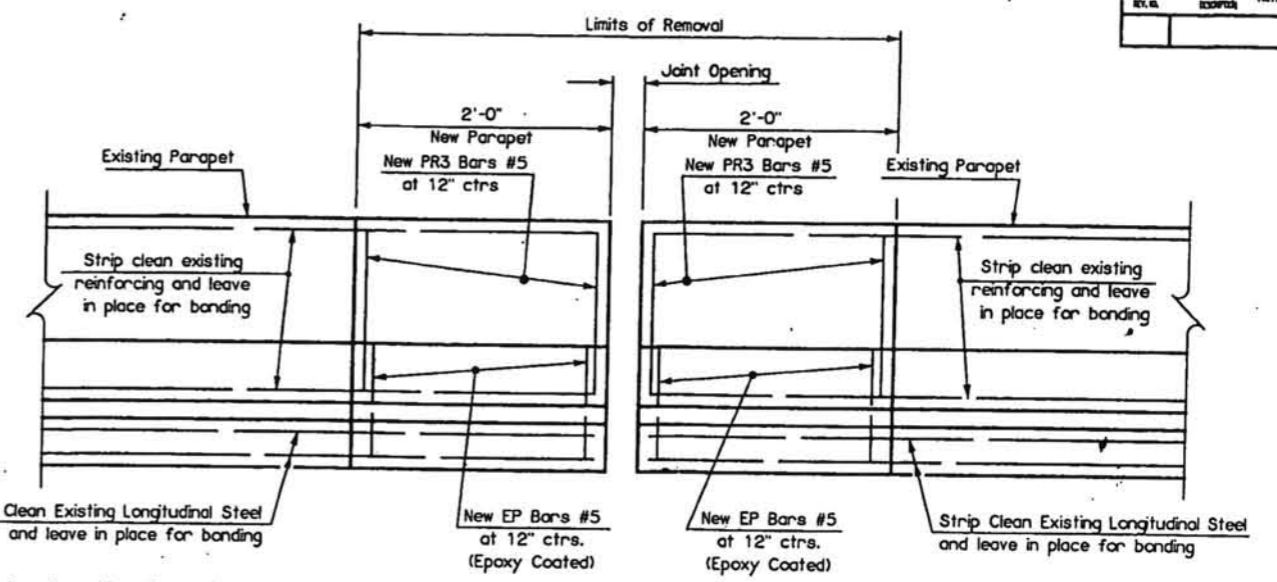 Limits of Removal
Joint Opening
2'-0"
New Parapet
2'-0"
New Parapet
Existing Parapet
New PR3 Bars #5
at 12" ctrs
New PR3 Bars #5
at 12" ctrs
Existing Parapet
Strip clean existing
reinforcing and leave
in place for bonding
Strip clean existing
reinforcing and leave
in place for bonding
Clean Existing Longitudinal Steel
and leave in place for bonding
New EP Bars #5
at 12" ctrs.
(Epoxy Coated)
New EP Bars #5
at 12" ctrs.
(Epoxy Coated)
Strip Clean Existing Longitudinal Steel
and leave in place for bonding